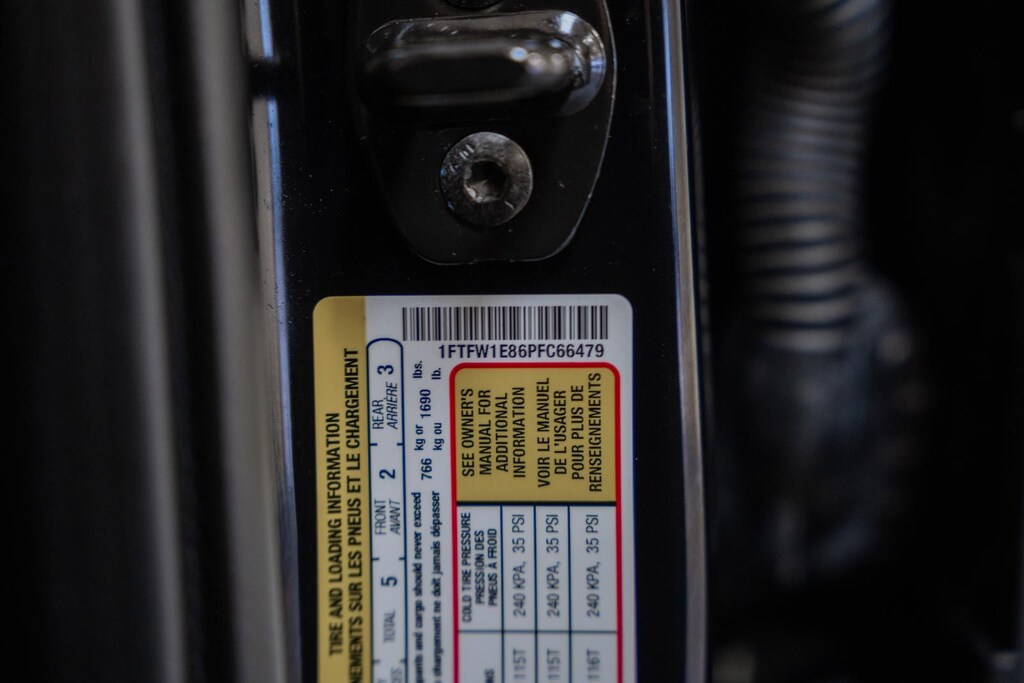 1FTFW1E86PFC66479
TIRE AND LOADING INFORMATION
NEMENTS SUR LES PNEUS ET LE CHARGEMENT
TOTAL 5 FRONT 2 REAR 3
AVANT ARRIÈRE
pants and cargo should never exceed 766 kg or 1690 lbs.
chargement ne doit jamais dépasser kg ou lb.
SEE OWNER'S
MANUAL FOR
ADDITIONAL
INFORMATION
VOIR LE MANUEL
DE L'USAGER
POUR PLUS DE
RENSEIGNEMENTS
COLD TIRE PRESSURE
PRESSION DES
PNEUS À FROID
115T 240 KPA, 35 PSI
115T 240 KPA, 35 PSI
116T 240 KPA, 35 PSI